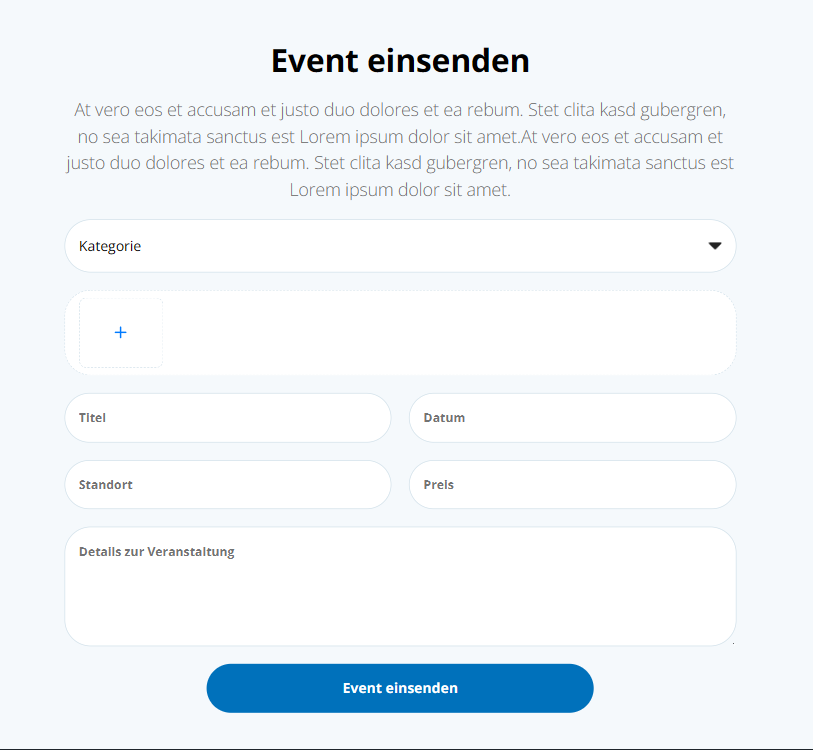 Event einsenden
At vero eos et accusam et justo duo dolores et ea rebum. Stet clita kasd gubergren,
no sea takimata sanctus est Lorem ipsum dolor sit amet.At vero eos et accusam et
justo duo dolores et ea rebum. Stet clita kasd gubergren, no sea takimata sanctus est
Lorem ipsum dolor sit amet.
Kategorie
+
Titel
Datum
Standort
Preis
Details zur Veranstaltung
Event einsenden